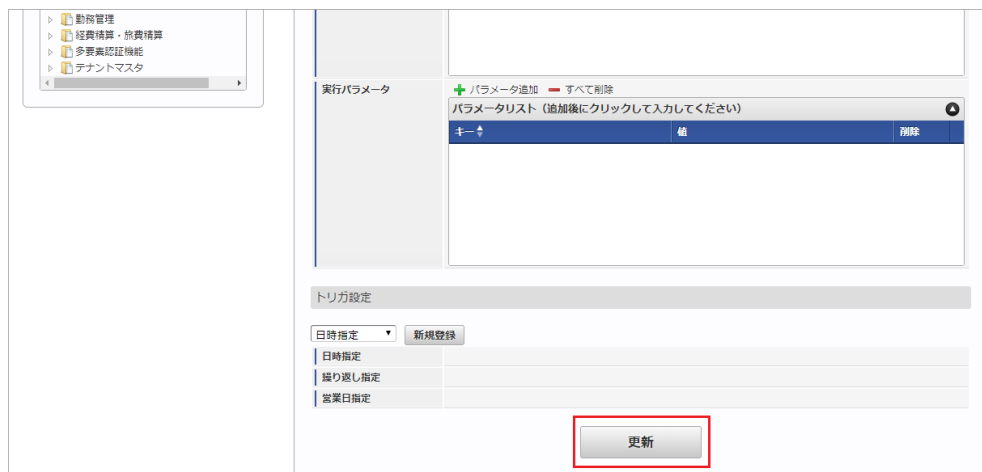 勤務管理
経費精算・旅費精算
多要素認証機能
テナントマスタ
実行パラメータ
パラメータ追加 すべて削除
パラメータリスト（追加後にクリックして入力してください）
キー 値 削除
トリガ設定
日時指定 新規登録
日時指定
繰り返し指定
営業日指定
更新